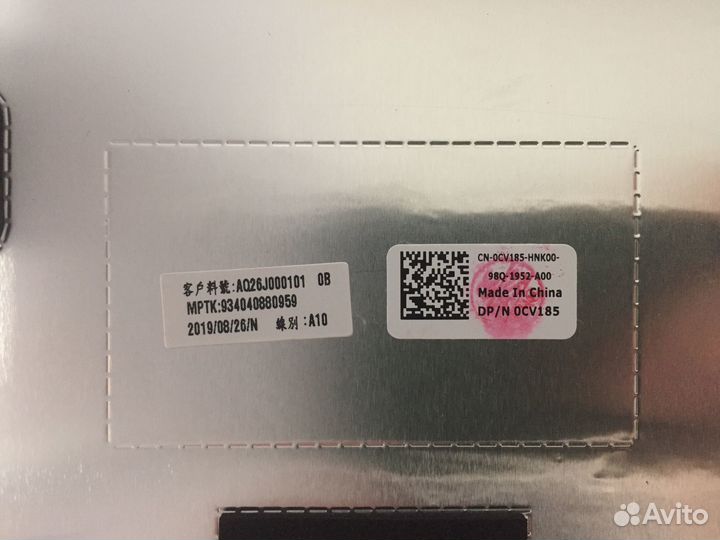 客戶料號:AQ26J000101 0B
MPTK:934040880959
2019/08/26/N 線別:A10
CN-0CV185-HNK00-
98Q-1952-A00
Made In China
DP/N 0CV185
Avito